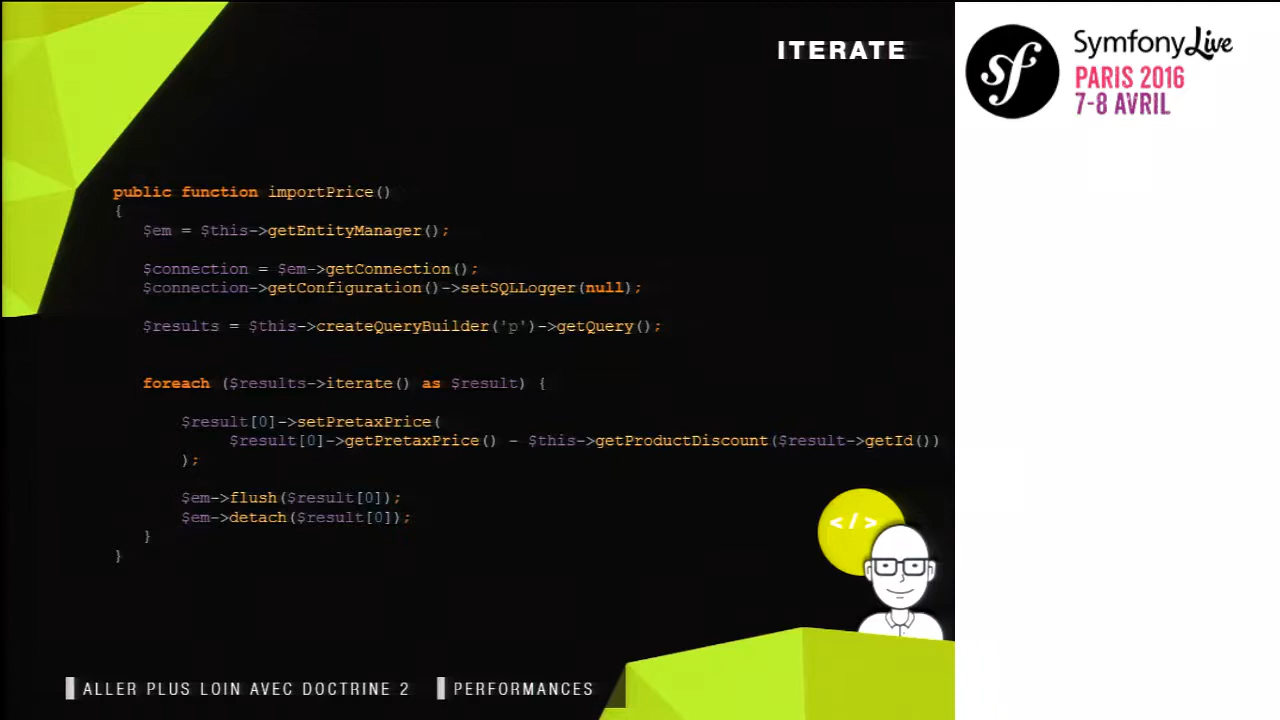 ITERATE
SymfonyLive
PARIS 2016
7-8 AVRIL
public function importPrice()
{
$em = $this->getEntityManager();
$connection = $em->getConnection();
$connection->getConfiguration()->setSQLLogger(null);
$results = $this->createQueryBuilder('p')->getQuery();
foreach ($results->iterate() as $result) {
$result[0]->setPretaxPrice(
$result[0]->getPretaxPrice() - $this->getProductDiscount($result->getId())
);
$em->flush($result[0]);
$em->detach($result[0]);
}
}
</>
ALLER PLUS LOIN AVEC DOCTRINE 2
PERFORMANCES
sf